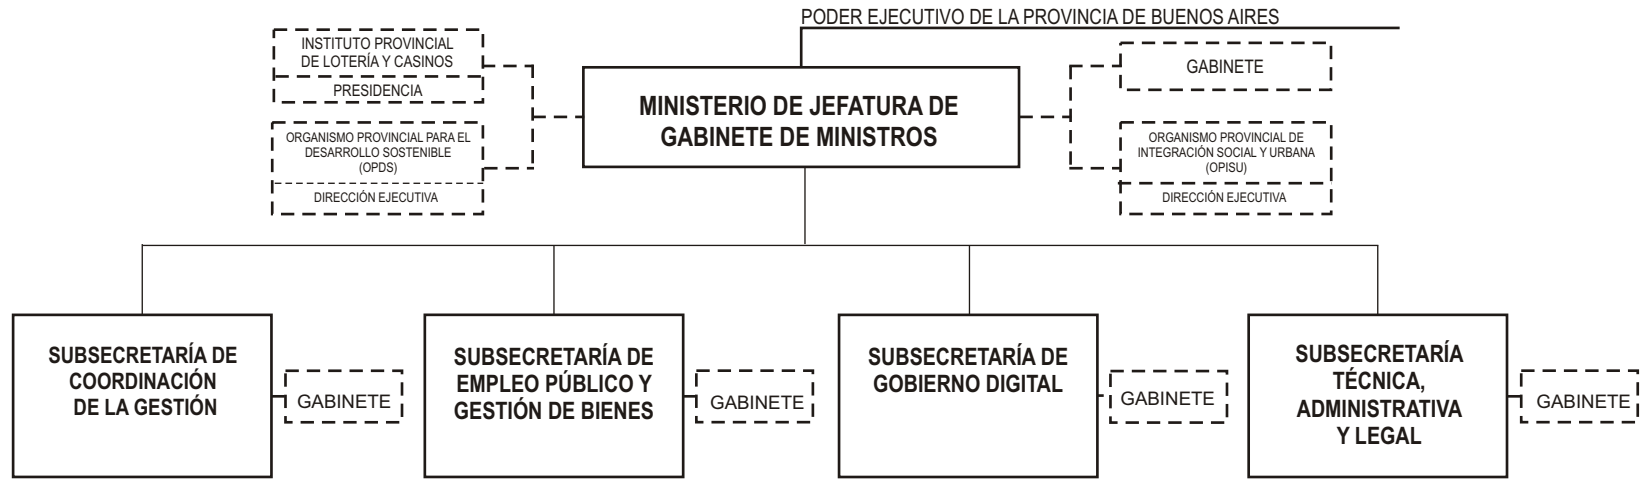 PODER EJECUTIVO DE LA PROVINCIA DE BUENOS AIRES
INSTITUTO PROVINCIAL
DE LOTERÍA Y CASINOS
PRESIDENCIA
ORGANISMO PROVINCIAL PARA EL
DESARROLLO SOSTENIBLE
(OPDS)
DIRECCIÓN EJECUTIVA
MINISTERIO DE JEFATURA DE
GABINETE DE MINISTROS
GABINETE
ORGANISMO PROVINCIAL DE
INTEGRACIÓN SOCIAL Y URBANA
(OPISU)
DIRECCIÓN EJECUTIVA
SUBSECRETARÍA DE
COORDINACIÓN
DE LA GESTIÓN
GABINETE
SUBSECRETARÍA DE
EMPLEO PÚBLICO Y
GESTIÓN DE BIENES
GABINETE
SUBSECRETARÍA DE
GOBIERNO DIGITAL
GABINETE
SUBSECRETARÍA
TÉCNICA,
ADMINISTRATIVA
Y LEGAL
GABINETE